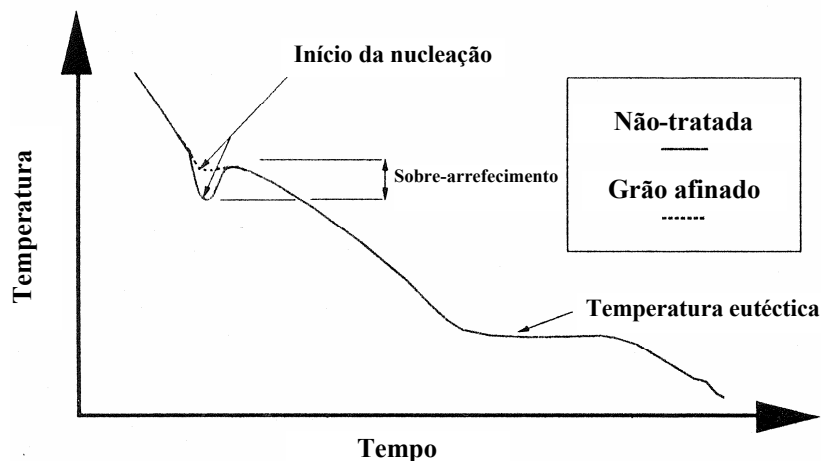 Início da nucleação
Não-tratada
Grão afinado
Sobre-arrefecimento
Temperatura
Temperatura eutéctica
Tempo